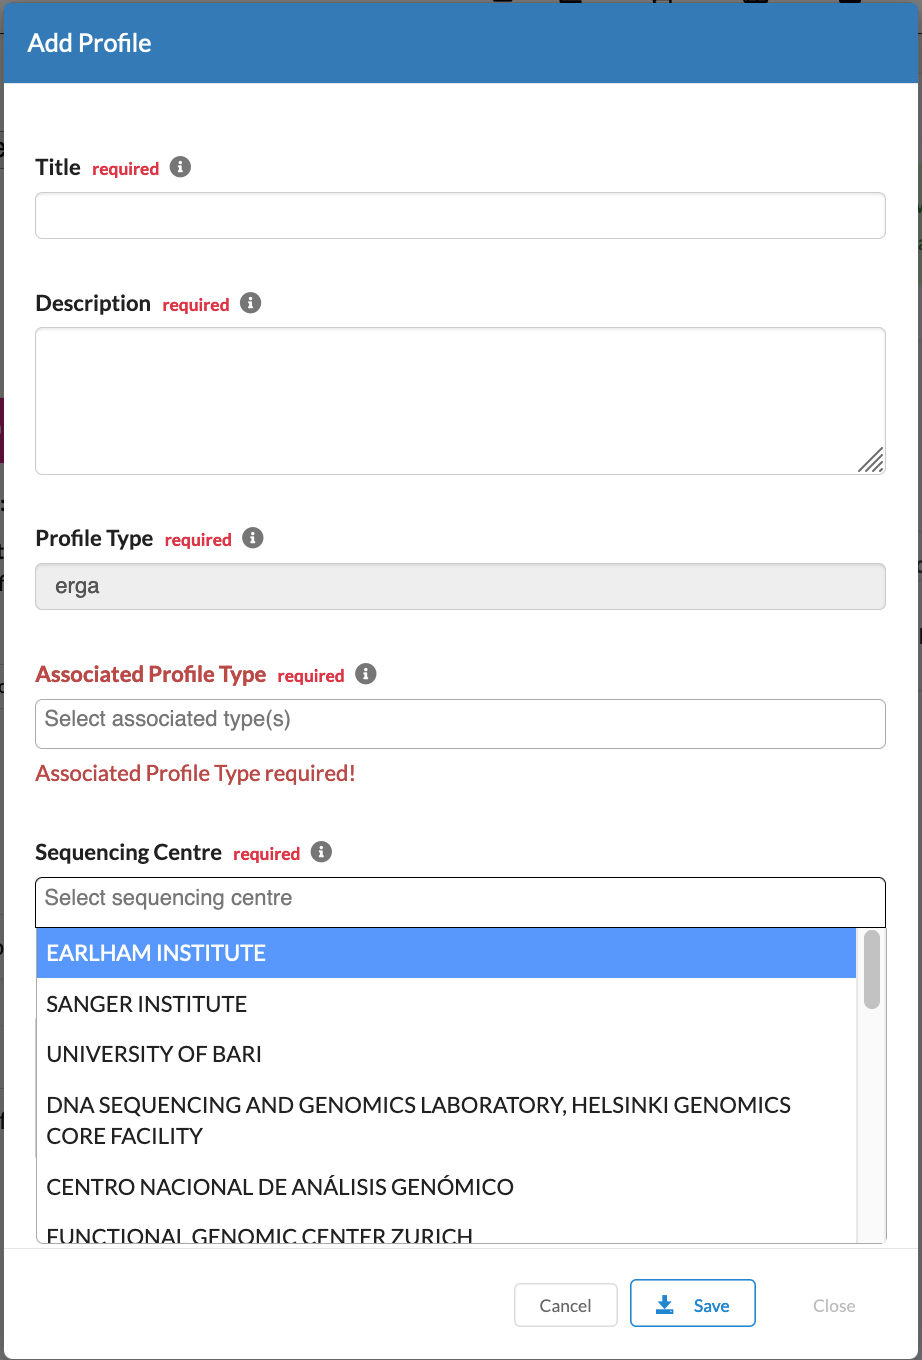 Add Profile
Title required
Description required
Profile Type required
erga
Associated Profile Type required
Select associated type(s)
Associated Profile Type required!
Sequencing Centre required
Select sequencing centre
EARLHAM INSTITUTE
SANGER INSTITUTE
UNIVERSITY OF BARI
DNA SEQUENCING AND GENOMICS LABORATORY, HELSINKI GENOMICS
CORE FACILITY
CENTRO NACIONAL DE ANÁLISIS GENÓMICO
FUNCTIONAL GENOMIC CENTER ZURICH
Cancel Save Close